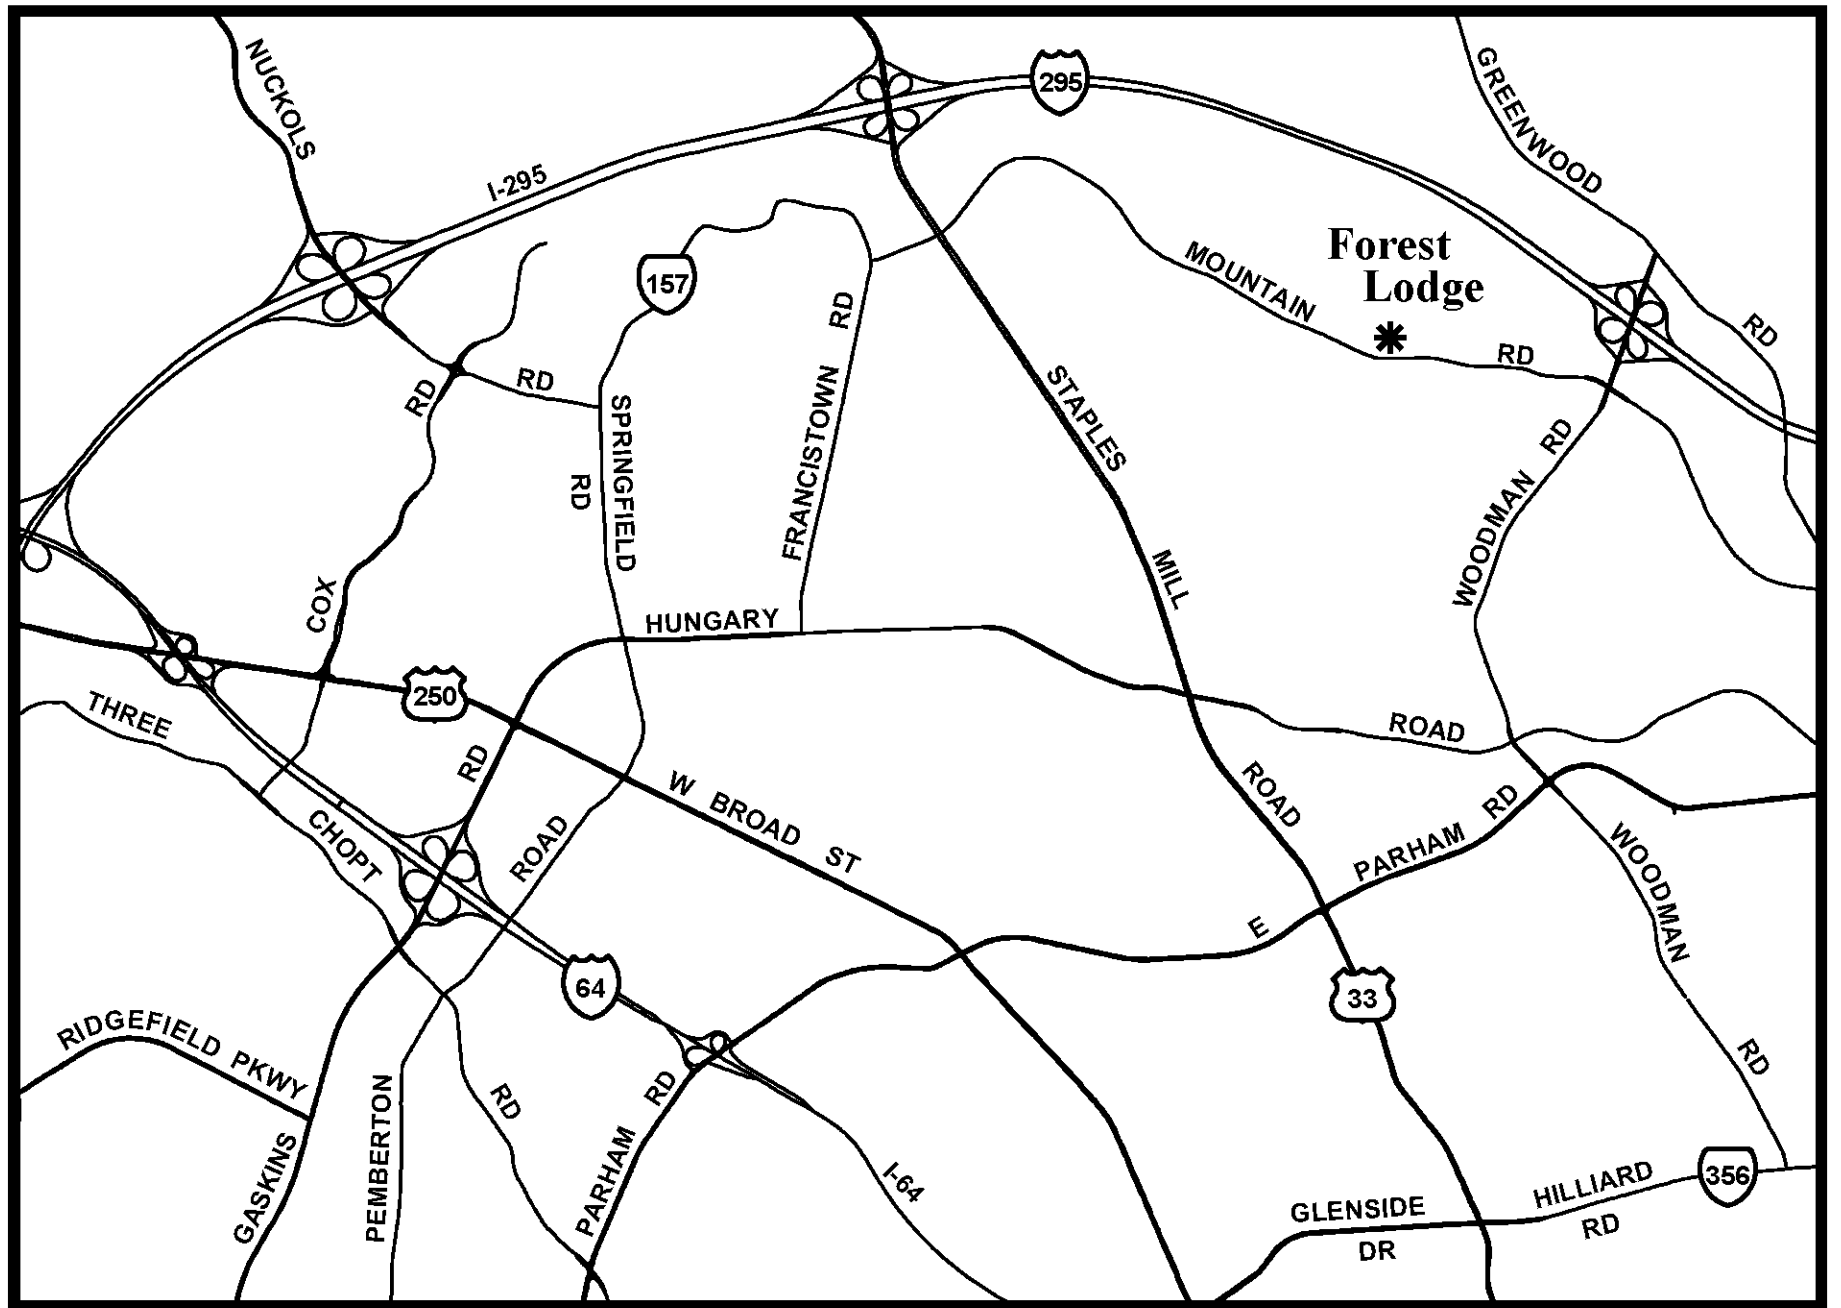 NUCKOLS
I-295
295
GREENWOOD
Forest
Lodge
MOUNTAIN
RD
RD
157
RD
RD
RD
SPRINGFIELD
RD
FRANCISTOWN
RD
STAPLES
MILL
ROAD
WOODMAN
RD
COX
HUNGARY
ROAD
250
THREE
CHOPT
RD
W BROAD ST
ROAD
E
PARHAM
RD
WOODMAN
RD
64
33
RIDGEFIELD PKWY
GASKINS
PEMBERTON
RD
PARHAM
RD
I-64
GLENSIDE
DR
HILLIARD
RD
356